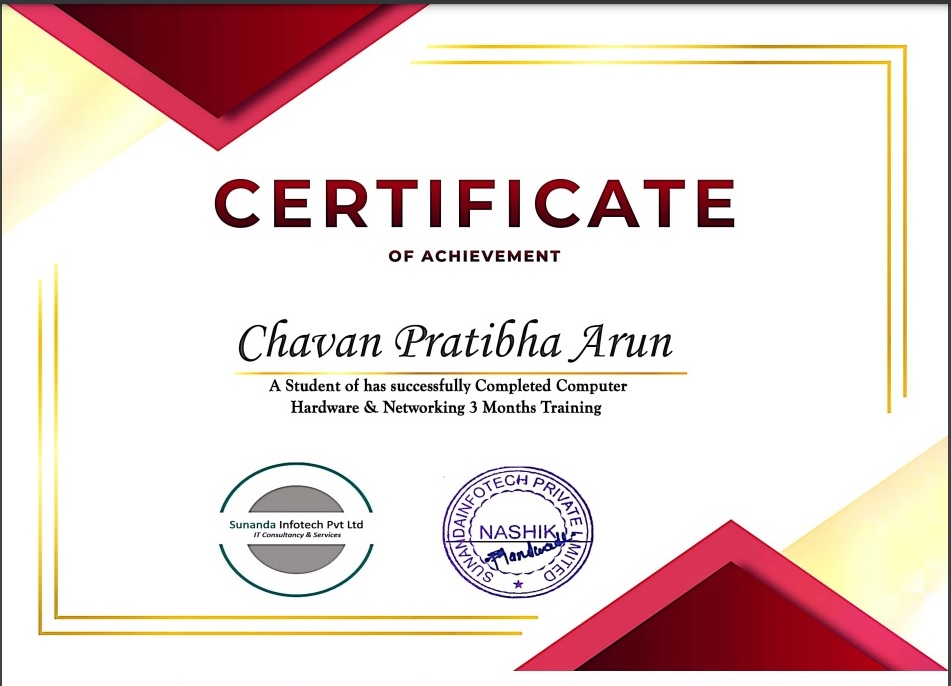 CERTIFICATE
OF ACHIEVEMENT
Chavan Pratibha Arun
A Student of has successfully Completed Computer
Hardware & Networking 3 Months Training
Sunanda Infotech Pvt Ltd
IT Consultancy & Services
SUNANDAINFOTECH PRIVATE LIMITED
NASHIK